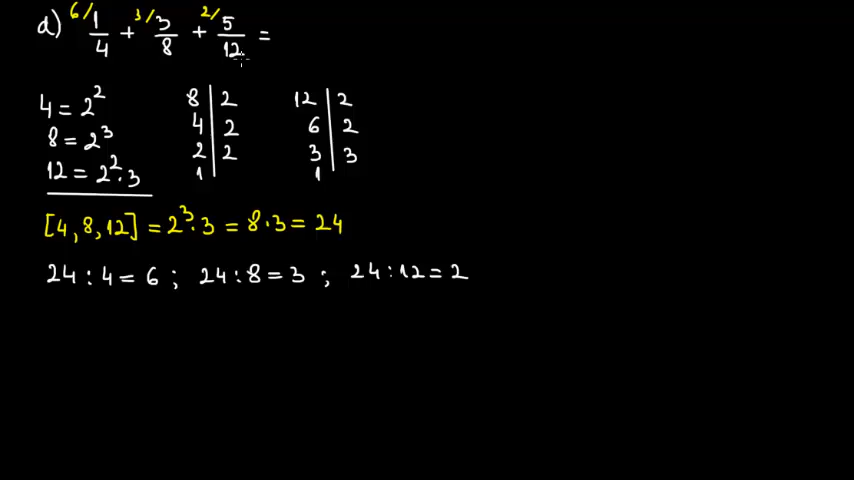 d) 6/ 1/4 + 3/ 3/8 + 2/ 5/12 =
4 = 2² 8 | 2 12 | 2
8 = 2³ 4 | 2 6 | 2
12 = 2² · 3 2 | 2 3 | 3
1 | 1 |
[4, 8, 12] = 2³ · 3 = 8 · 3 = 24
24 : 4 = 6 ; 24 : 8 = 3 ; 24 : 12 = 2